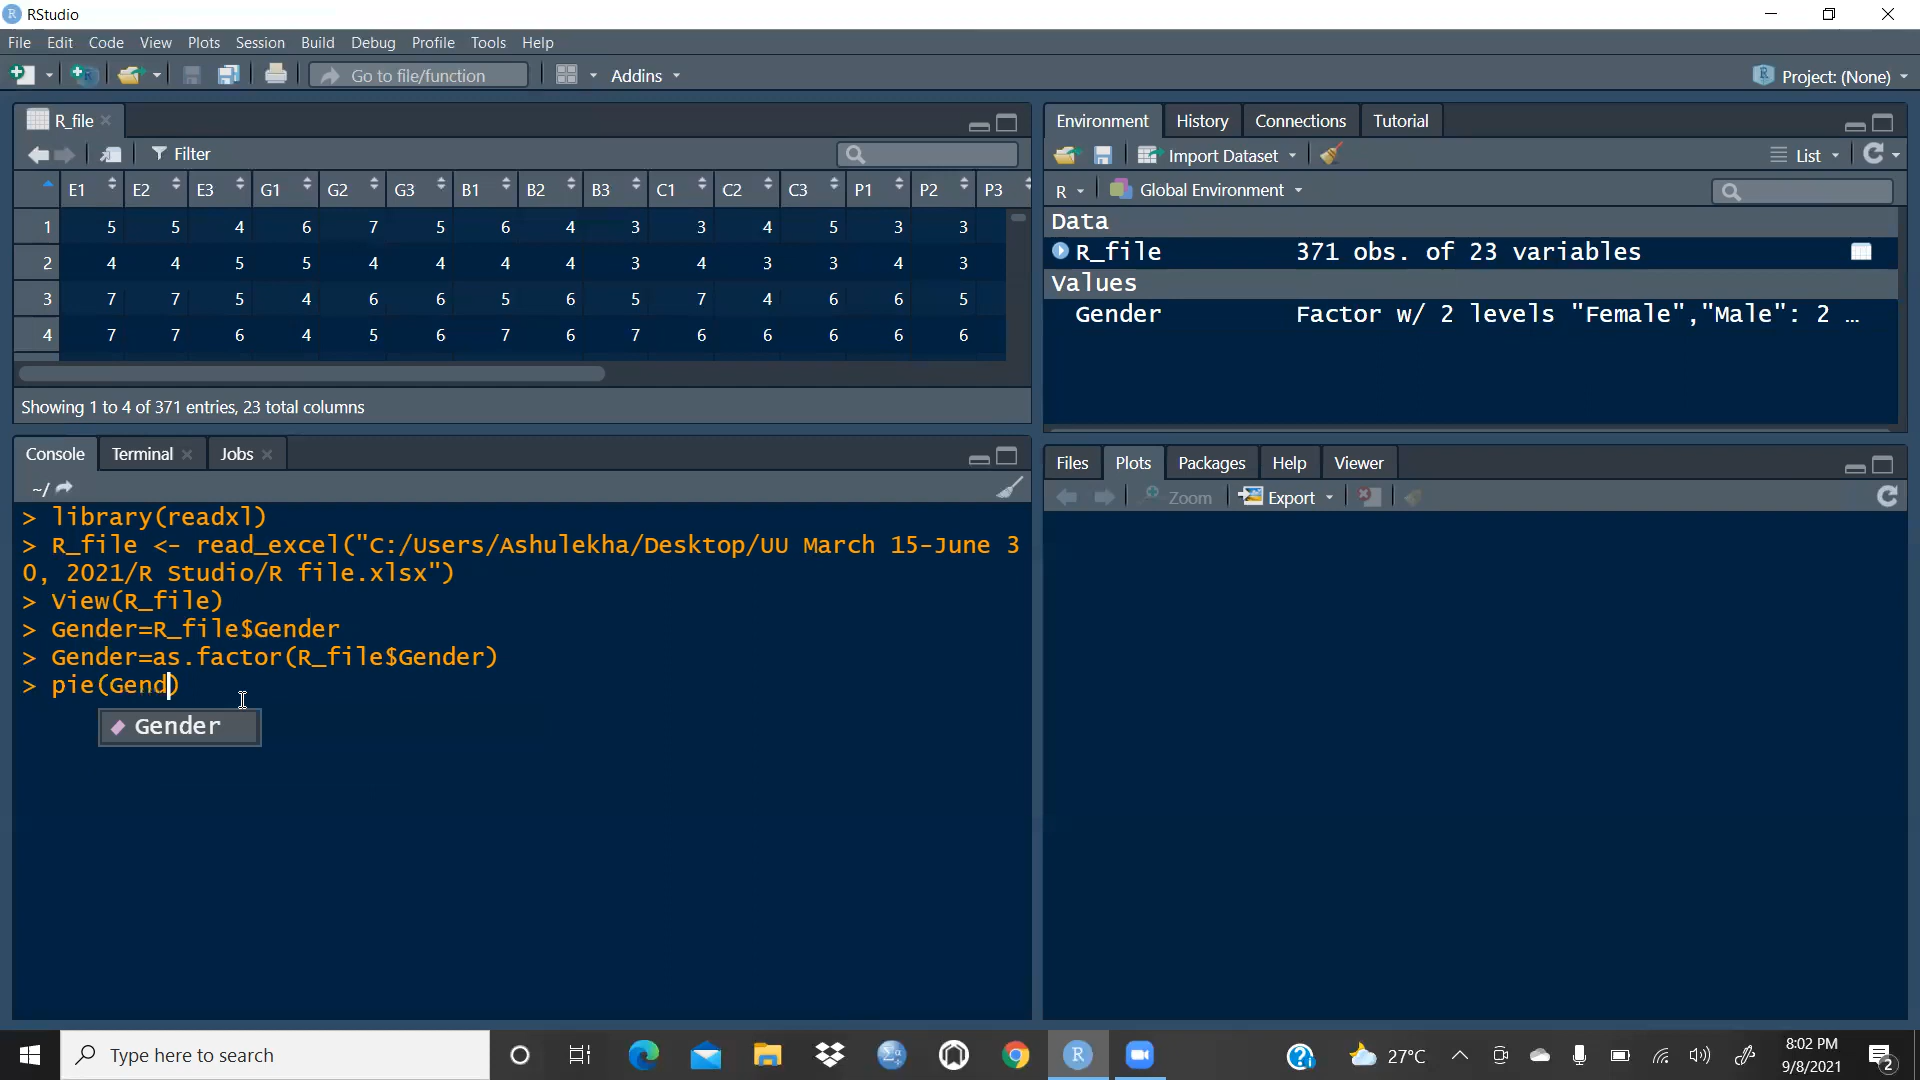 RStudio
File Edit Code View Plots Session Build Debug Profile Tools Help
Go to file/function Addins Project: (None)
R_file
Filter
E1 E2 E3 G1 G2 G3 B1 B2 B3 C1 C2 C3 P1 P2 P3
1 5 5 4 6 7 5 6 4 3 3 4 5 3 3
2 4 4 5 5 4 4 4 4 3 4 3 3 4 3
3 7 7 5 4 6 6 5 6 5 7 4 6 6 5
4 7 7 6 4 5 6 7 6 7 6 6 6 6 6
Showing 1 to 4 of 371 entries, 23 total columns
Console Terminal Jobs
~/
> library(readxl)
> R_file <- read_excel("C:/Users/Ashulekha/Desktop/UU March 15-June 3
0, 2021/R Studio/R file.xlsx")
> View(R_file)
> Gender=R_file$Gender
> Gender=as.factor(R_file$Gender)
> pie(Gend)
Gender
Environment History Connections Tutorial
Import Dataset List
R Global Environment
Data
R_file 371 obs. of 23 variables
Values
Gender Factor w/ 2 levels "Female","Male": 2 …
Files Plots Packages Help Viewer
Zoom Export
Type here to search
27°C
8:02 PM
9/8/2021
2